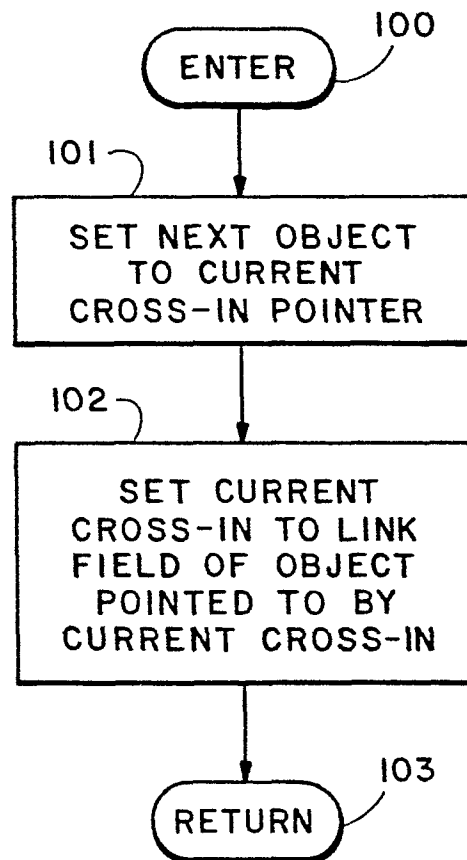 100
ENTER
101
SET NEXT OBJECT
TO CURRENT
CROSS-IN POINTER
102
SET CURRENT
CROSS-IN TO LINK
FIELD OF OBJECT
POINTED TO BY
CURRENT CROSS-IN
103
RETURN